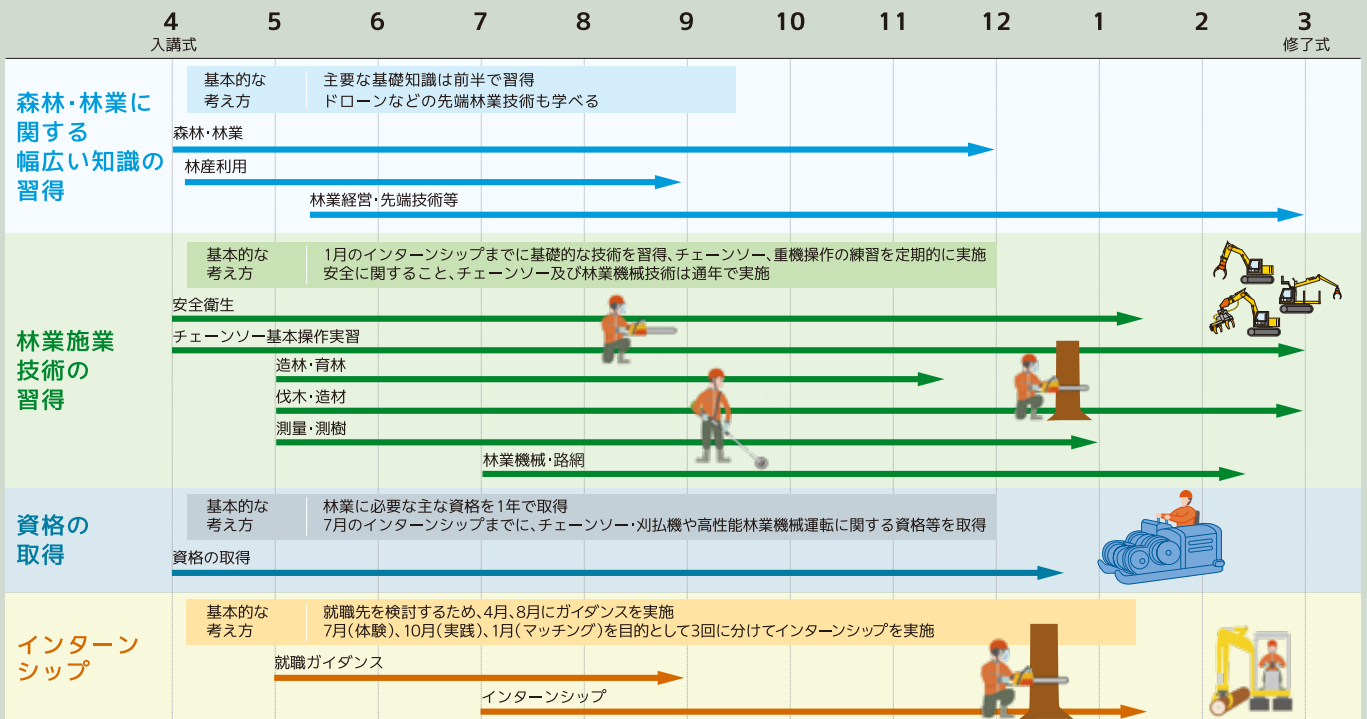 4 5 6 7 8 9 10 11 12 1 2 3
入講式 修了式
森林・林業に
関する
幅広い知識の
習得
基本的な 主要な基礎知識は前半で習得
考え方 ドローンなどの先端林業技術も学べる
森林・林業
林産利用
林業経営・先端技術等
林業施業
技術の
習得
基本的な 1月のインターンシップまでに基礎的な技術を習得、チェーンソー、重機操作の練習を定期的に実施
考え方 安全に関すること、チェーンソー及び林業機械技術は通年で実施
安全衛生
チェーンソー基本操作実習
造林・育林
伐木・造材
測量・測樹
林業機械・路網
資格の
取得
基本的な 林業に必要な主な資格を1年で取得
考え方 7月のインターンシップまでに、チェーンソー・刈払機や高性能林業機械運転に関する資格等を取得
資格の取得
インターン
シップ
基本的な 就職先を検討するため、4月、8月にガイダンスを実施
考え方 7月(体験)、10月(実践)、1月(マッチング)を目的として3回に分けてインターンシップを実施
就職ガイダンス
インターンシップ